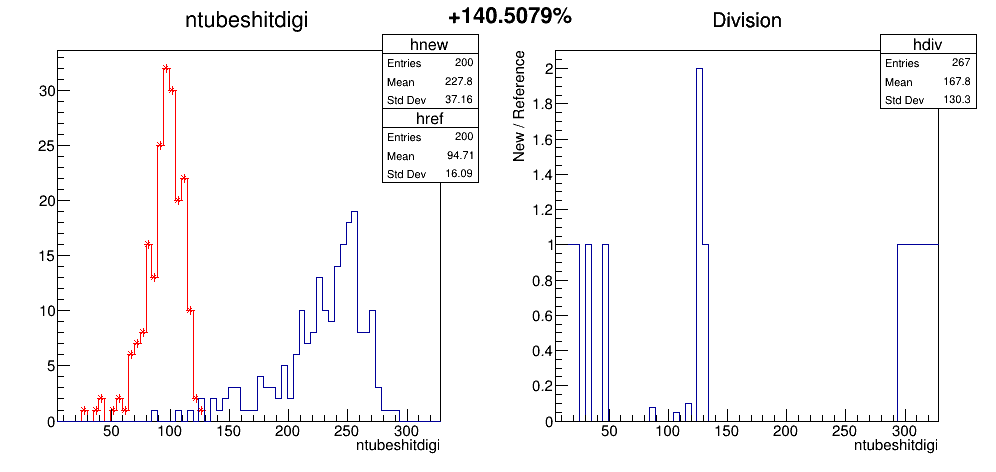 +140.5079%
ntubeshitdigi
hnew
Entries 200
Mean 227.8
Std Dev 37.16
href
Entries 200
Mean 94.71
Std Dev 16.09
30
25
20
15
10
5
0
50 100 150 200 250 300
ntubeshitdigi
Division
hdiv
Entries 267
Mean 167.8
Std Dev 130.3
New / Reference
2
1.8
1.6
1.4
1.2
1
0.8
0.6
0.4
0.2
0
50 100 150 200 250 300
ntubeshitdigi